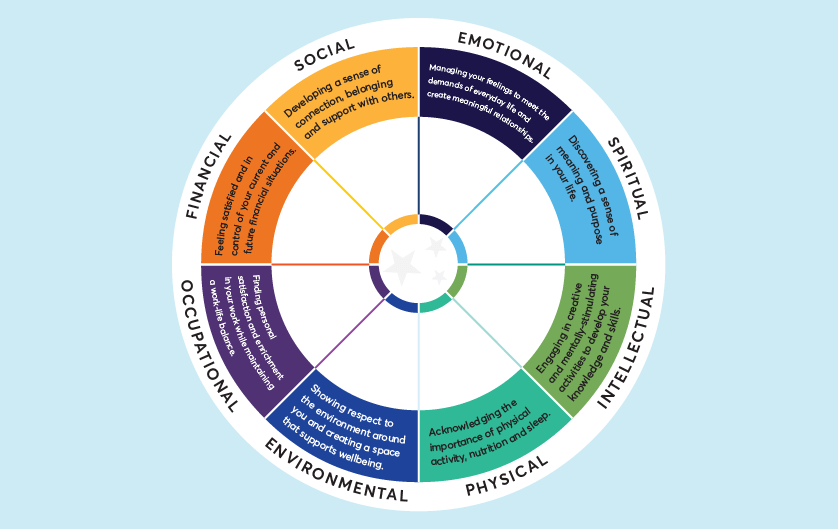 EMOTIONAL
Managing your feelings to meet the
demands of everyday life and
create meaningful relationships.
SPIRITUAL
Discovering a sense of
meaning and purpose
in your life.
INTELLECTUAL
Engaging in creative
and mentally-stimulating
activities to develop your
knowledge and skills.
PHYSICAL
Acknowledging the
importance of physical
activity, nutrition and sleep.
ENVIRONMENTAL
Showing respect to
the environment around
you and creating a space
that supports wellbeing.
OCCUPATIONAL
Finding personal
satisfaction and enrichment
in your work while maintaining
a work-life balance.
FINANCIAL
Feeling satisfied and in
control of your current and
future financial situations.
SOCIAL
Developing a sense of
connection, belonging
and support with others.